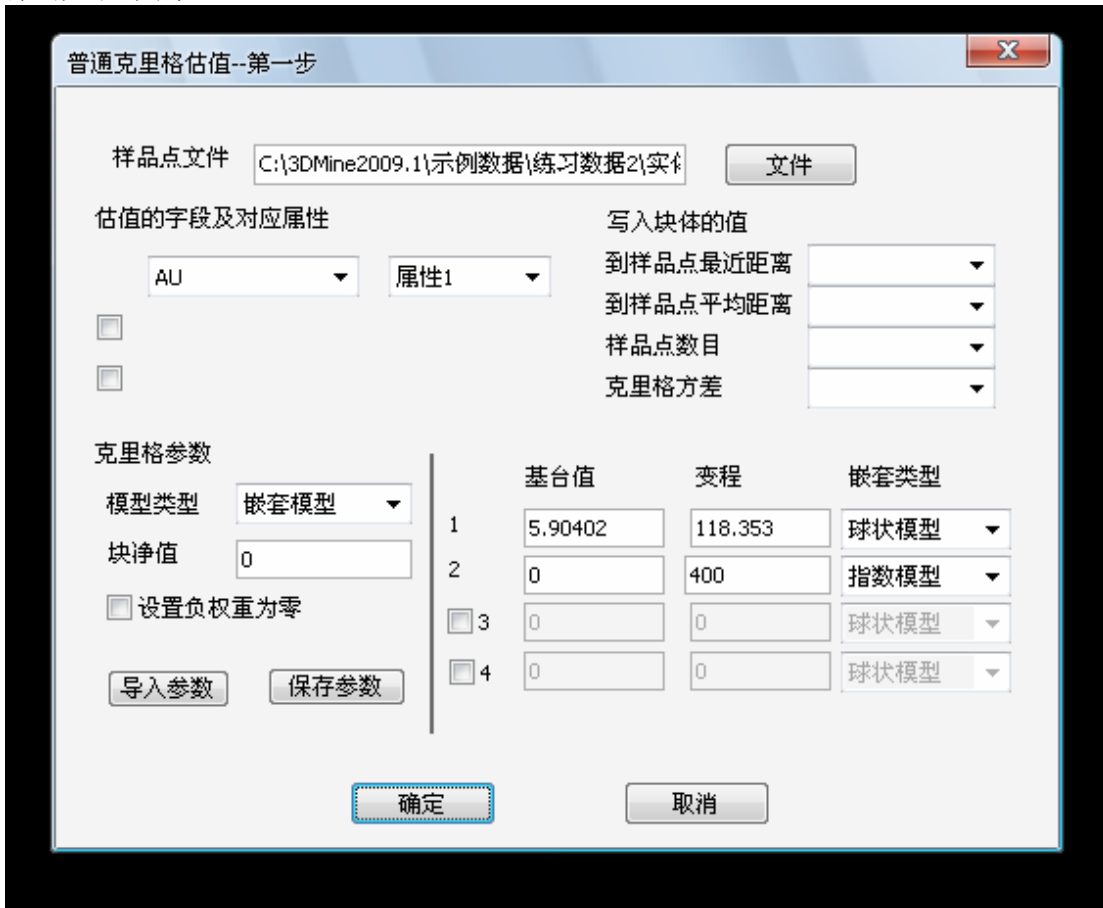 普通克里格估值--第一步
样品点文件 C:\3DMine2009.1\示例数据\练习数据2\实 文件
估值的字段及对应属性
AU 属性1
写入块体的值
到样品点最近距离
到样品点平均距离
样品点数目
克里格方差
克里格参数
模型类型 嵌套模型
块净值 0
设置负权重为零
导入参数 保存参数
基台值 变程 嵌套类型
1 5.90402 118.353 球状模型
2 0 400 指数模型
3 0 0 球状模型
4 0 0 球状模型
确定 取消